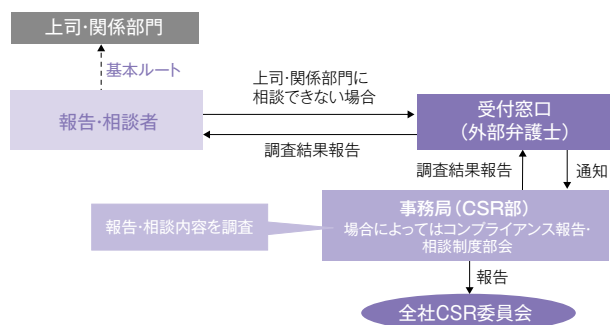 上司・関係部門
基本ルート
報告・相談者
上司・関係部門に
相談できない場合
調査結果報告
受付窓口
（外部弁護士）
調査結果報告
通知
報告・相談内容を調査
事務局（CSR部）
場合によってはコンプライアンス報告・
相談制度部会
報告
全社CSR委員会